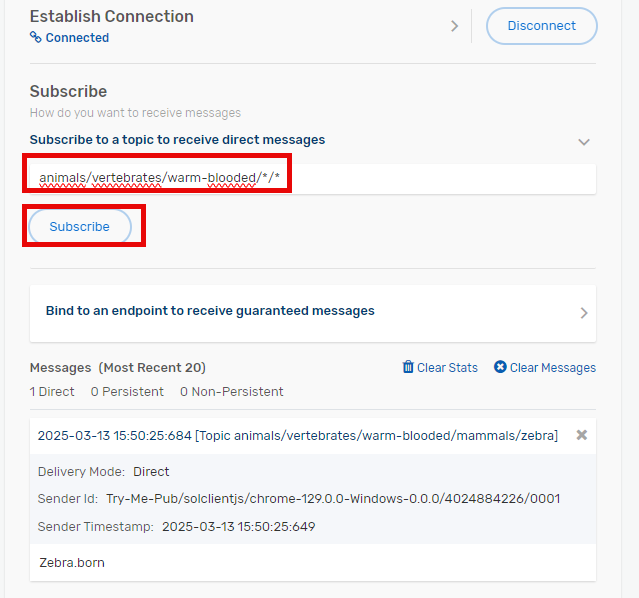 Establish Connection
Connected
Disconnect
Subscribe
How do you want to receive messages
Subscribe to a topic to receive direct messages
animals/vertebrates/warm-blooded/*/*
Subscribe
Bind to an endpoint to receive guaranteed messages
Messages (Most Recent 20) Clear Stats Clear Messages
1 Direct 0 Persistent 0 Non-Persistent
2025-03-13 15:50:25:684 [Topic animals/vertebrates/warm-blooded/mammals/zebra]
Delivery Mode: Direct
Sender Id: Try-Me-Pub/solclientjs/chrome-129.0.0-Windows-0.0.0/4024884226/0001
Sender Timestamp: 2025-03-13 15:50:25:649
Zebra.born